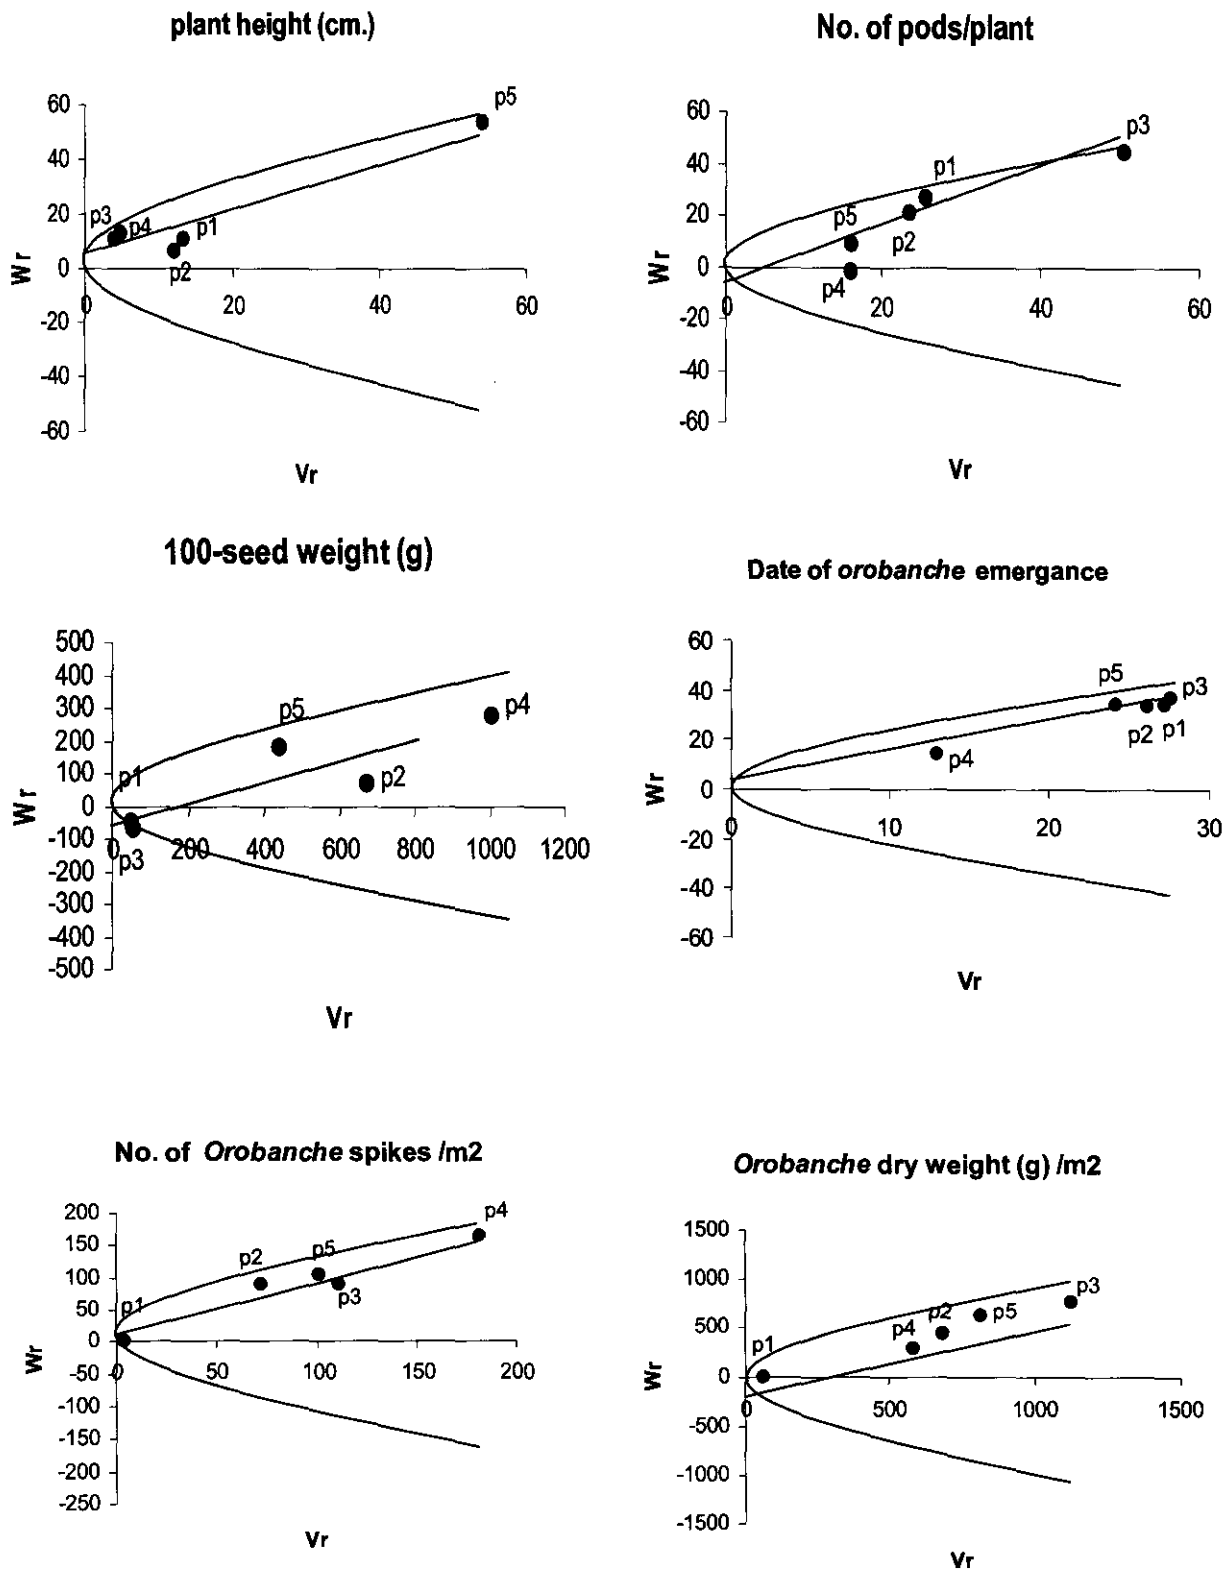 plant height (cm.)
60
40
20
0
-20
-40
-60
Wr
p5
p3
p4
p1
p2
0
20
40
60
Vr
No. of pods/plant
60
40
20
0
-20
-40
-60
Wr
p3
p1
p5
p2
p4
0
20
40
60
Vr
100-seed weight (g)
500
400
300
200
100
0
-100
-200
-300
-400
-500
Wr
p5
p4
p1
p2
p3
0
200
400
600
800
1000
1200
Vr
Date of orobanche emergance
60
40
20
0
-20
-40
-60
Wr
p5
p3
p2
p1
p4
0
10
20
30
Vr
No. of Orobanche spikes /m2
200
150
100
50
0
-50
-100
-150
-200
-250
Wr
p4
p2
p5
p1
p3
0
50
100
150
200
Vr
Orobanche dry weight (g) /m2
1500
1000
500
0
-500
-1000
-1500
Wr
p3
p2
p5
p4
p1
0
500
1000
1500
Vr